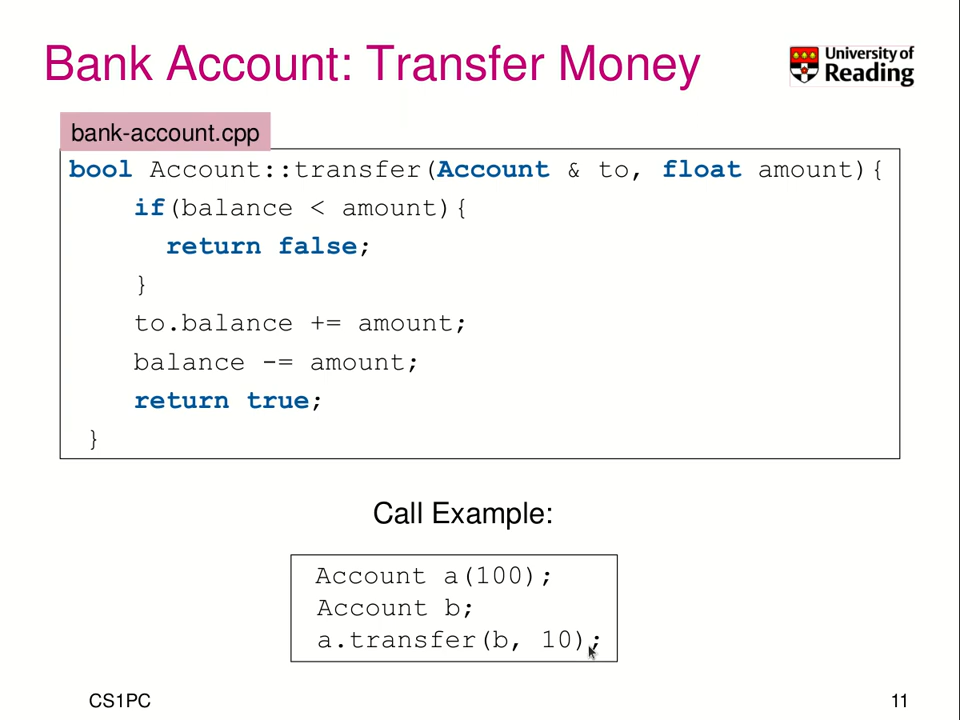 Bank Account: Transfer Money
University of
Reading
bank-account.cpp
bool Account::transfer(Account & to, float amount){
if(balance < amount){
return false;
}
to.balance += amount;
balance -= amount;
return true;
}
Call Example:
Account a(100);
Account b;
a.transfer(b, 10);
CS1PC
11